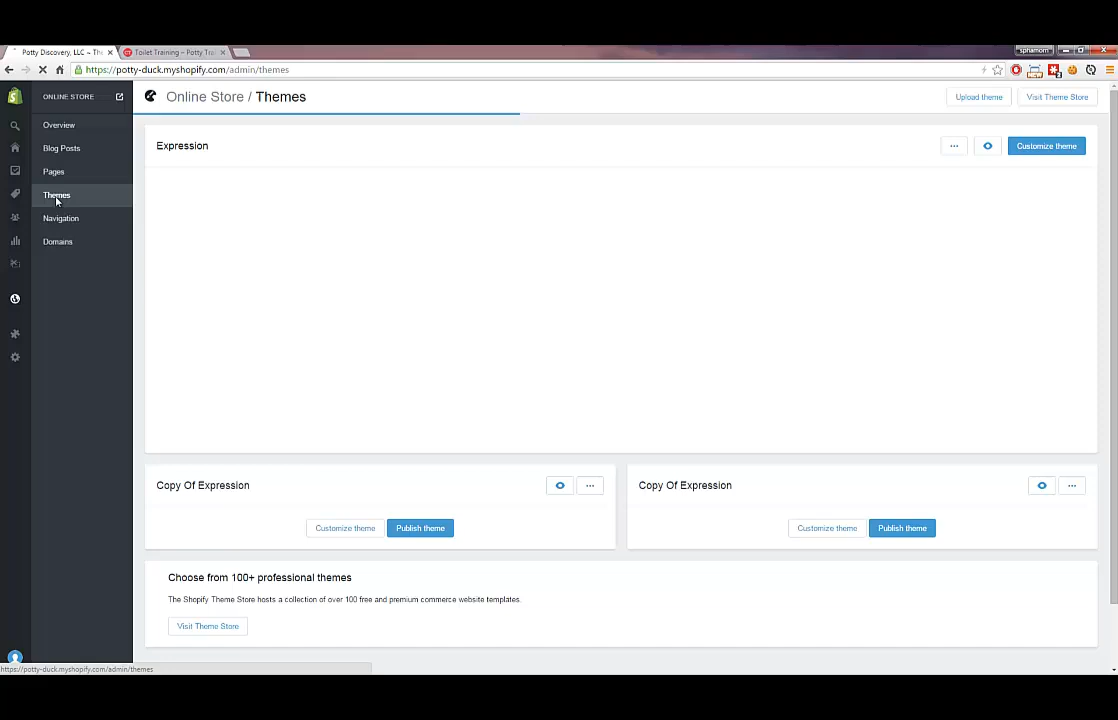 Potty Discovery, LLC ~ Th
Toilet Training ~ Potty Trai
sphamom
https://potty-duck.myshopify.com/admin/themes
ONLINE STORE
Online Store / Themes
Upload theme
Visit Theme Store
Overview
Blog Posts
Pages
Themes
Navigation
Domains
Expression
...
Customize theme
Copy Of Expression
...
Customize theme
Publish theme
Copy Of Expression
...
Customize theme
Publish theme
Choose from 100+ professional themes
The Shopify Theme Store hosts a collection of over 100 free and premium commerce website templates.
Visit Theme Store
https://potty-duck.myshopify.com/admin/themes